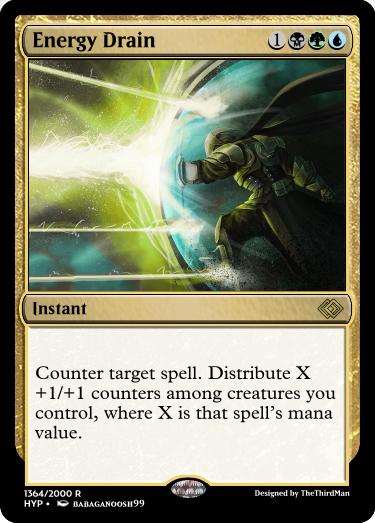 Energy Drain 1
Instant
Counter target spell. Distribute X
+1/+1 counters among creatures you
control, where X is that spell's mana
value.
1364/2000 R
HYP • BABAGANOOSH99
Designed by TheThirdMan